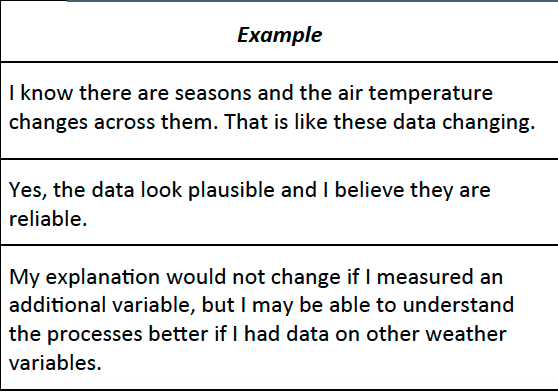 Example
I know there are seasons and the air temperature
changes across them. That is like these data changing.
Yes, the data look plausible and I believe they are
reliable.
My explanation would not change if I measured an
additional variable, but I may be able to understand
the processes better if I had data on other weather
variables.